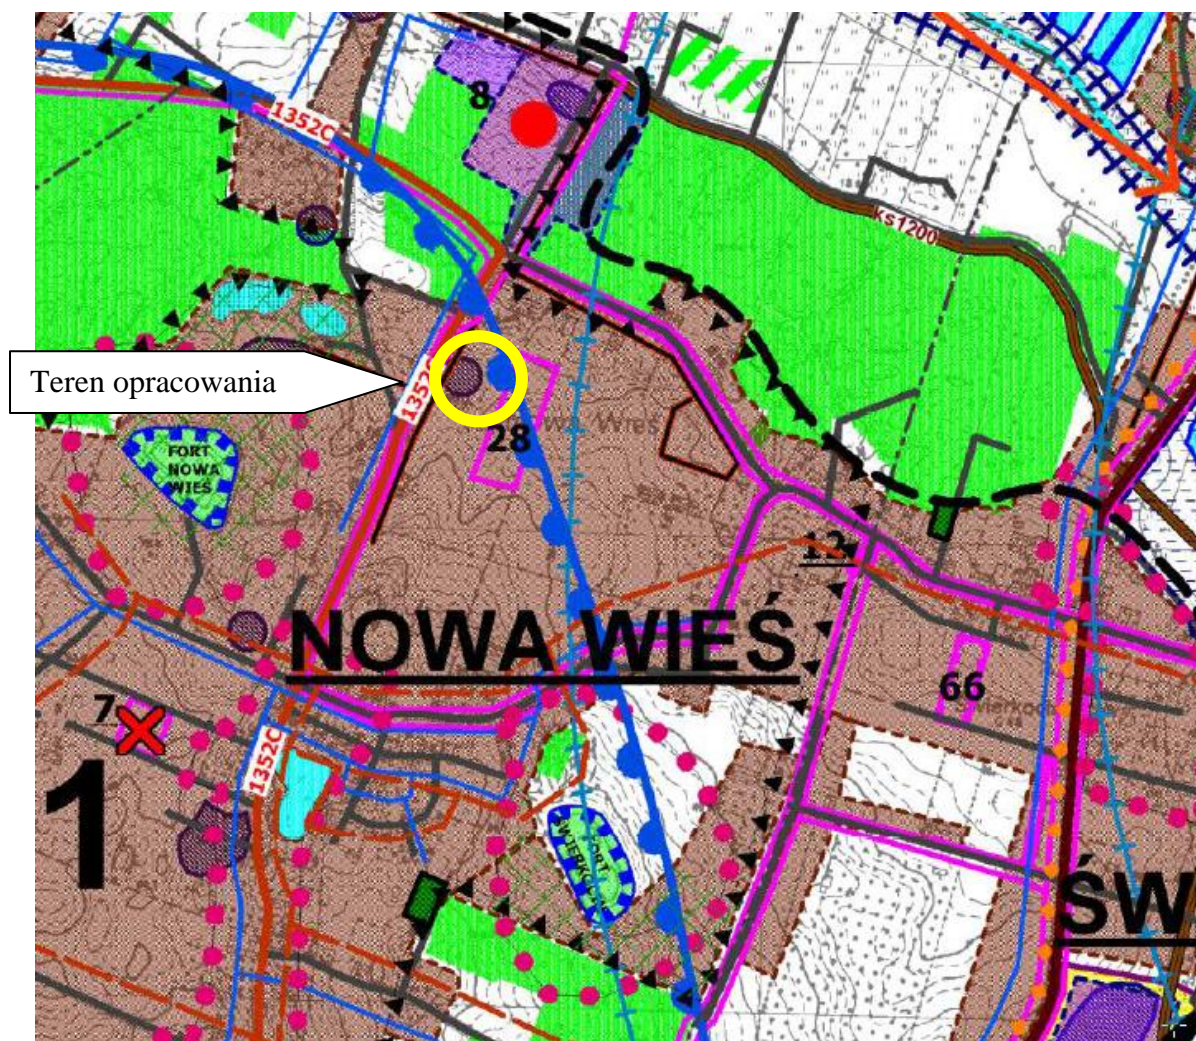 8
1352C
ks1200
Teren opracowania
1352C
28
FORT
NOWA
WIEŚ
12
NOWA WIEŚ
66
7
1352C
1
ŚW